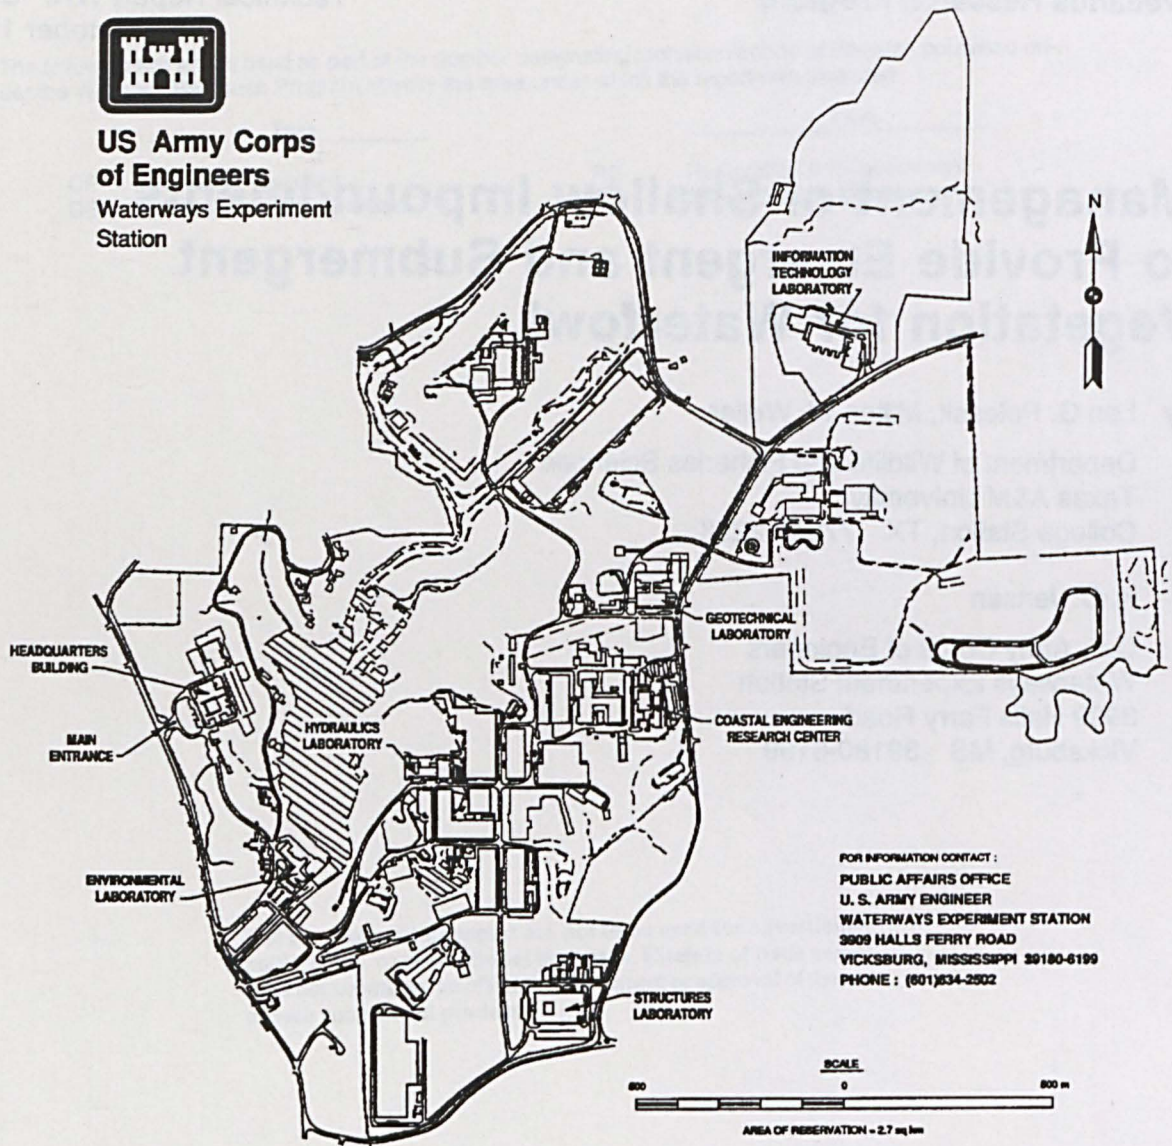 US Army Corps
of Engineers
Waterways Experiment
Station
N
INFORMATION
TECHNOLOGY
LABORATORY
GEOTECHNICAL
LABORATORY
HEADQUARTERS
BUILDING
MAIN
ENTRANCE
HYDRAULICS
LABORATORY
COASTAL ENGINEERING
RESEARCH CENTER
ENVIRONMENTAL
LABORATORY
STRUCTURES
LABORATORY
FOR INFORMATION CONTACT :
PUBLIC AFFAIRS OFFICE
U. S. ARMY ENGINEER
WATERWAYS EXPERIMENT STATION
3909 HALLS FERRY ROAD
VICKSBURG, MISSISSIPPI 39180-6199
PHONE : (601)634-2502
SCALE
500 0 500 m
AREA OF RESERVATION = 2.7 sq km